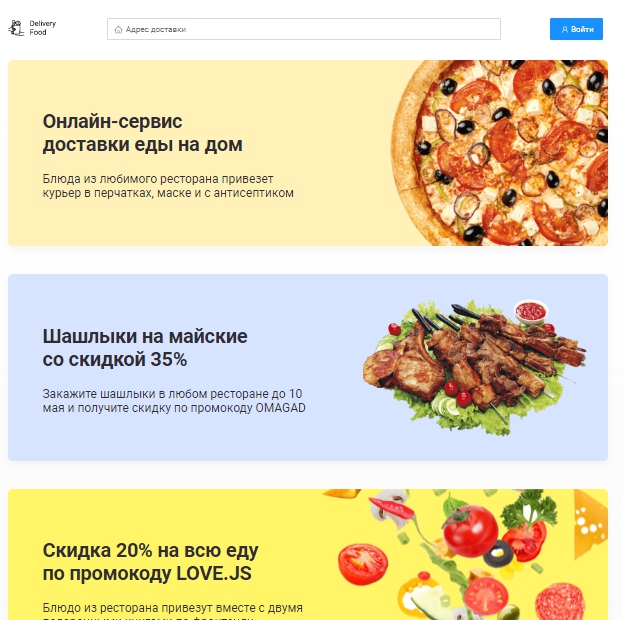 Delivery
Food
Адрес доставки
Войти
Онлайн-сервис
доставки еды на дом
Блюда из любимого ресторана привезет
курьер в перчатках, маске и с антисептиком
Шашлыки на майские
со скидкой 35%
Закажите шашлыки в любом ресторане до 10
мая и получите скидку по промокоду OMAGAD
Скидка 20% на всю еду
по промокоду LOVE.JS
Блюдо из ресторана привезут вместе с двумя